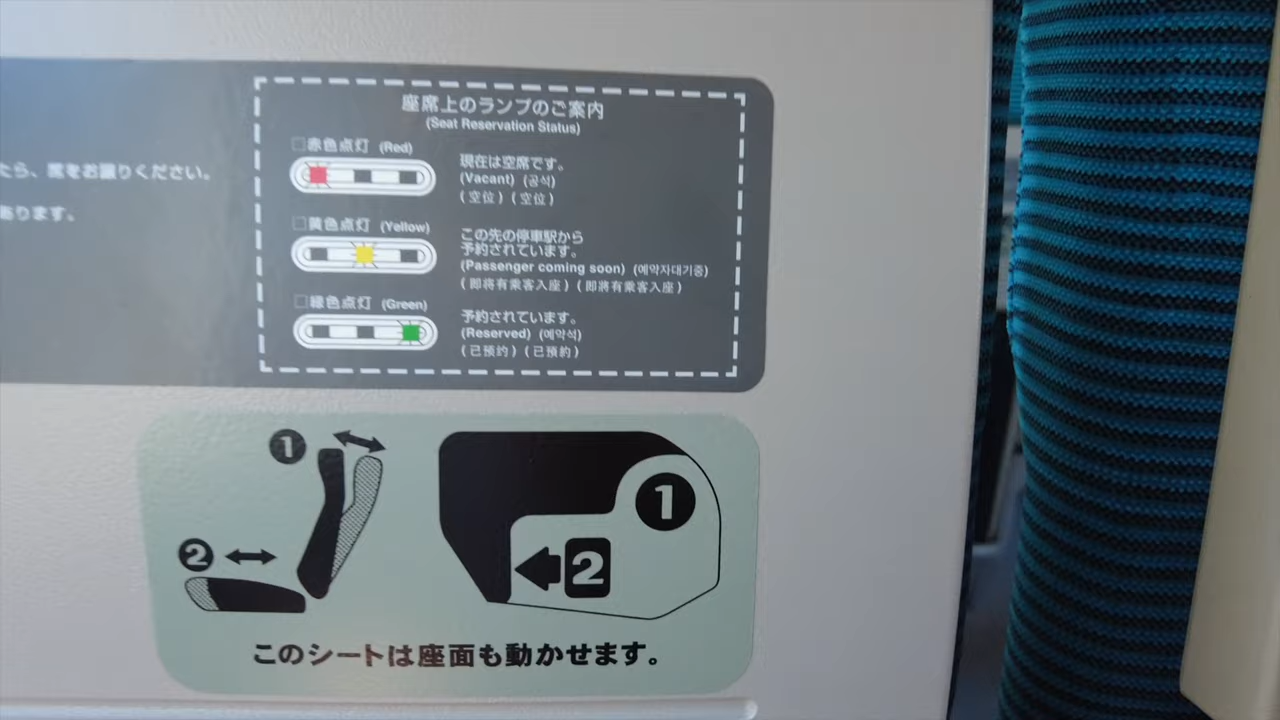 たら、席をお譲りください。
あります。
座席上のランプのご案内
(Seat Reservation Status)
□赤色点灯 (Red)
現在は空席です。
(Vacant) (공석)
(空位) (空位)
□黄色点灯 (Yellow)
この先の停車駅から
予約されています。
(Passenger coming soon) (예약자대기중)
(即将有乘客入座) (即將有乘客入座)
□緑色点灯 (Green)
予約されています。
(Reserved) (예약석)
(已预约) (已預約)
1
2
1
2
このシートは座面も動かせます。